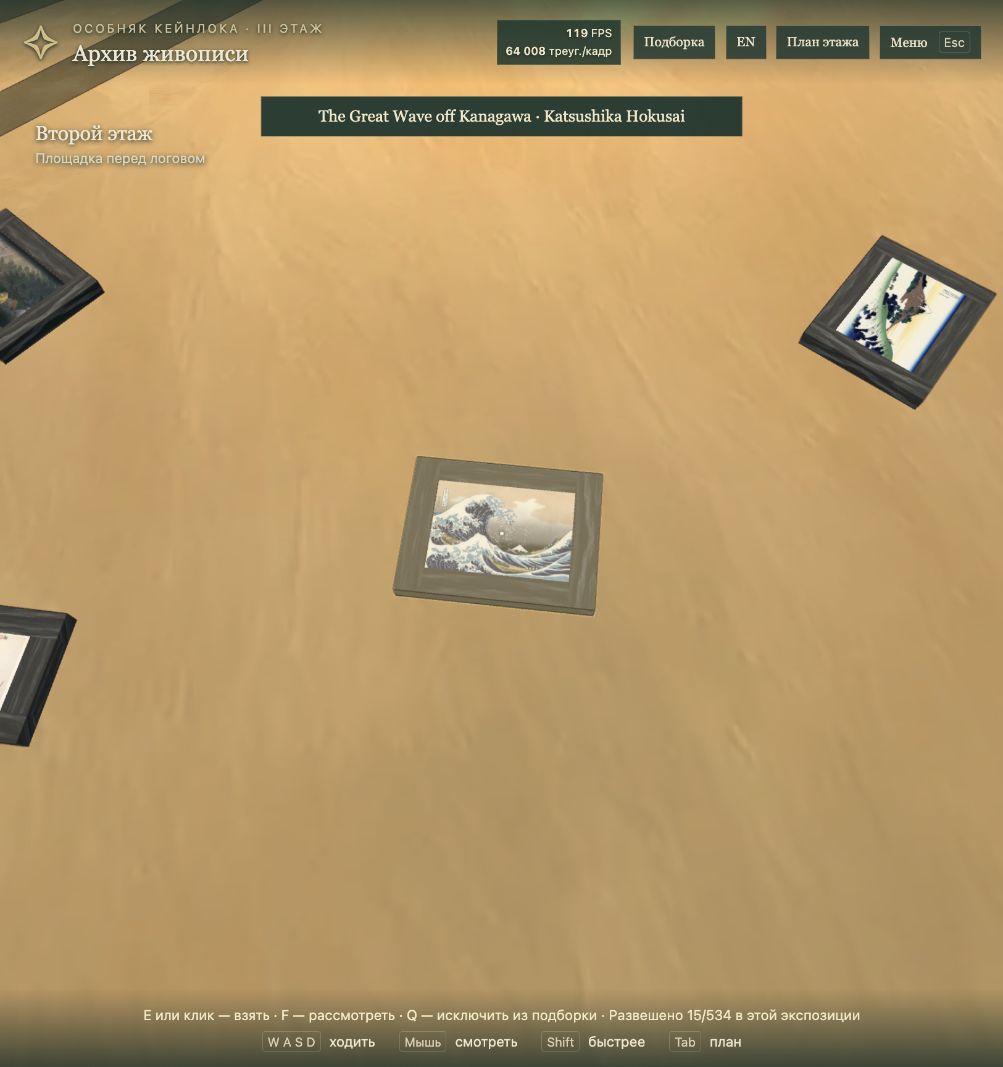 ОСОБНЯК КЕЙНЛОКА · III ЭТАЖ
Архив живописи
119 FPS
64 008 треуг./кадр
Подборка
EN
План этажа
Меню Esc
The Great Wave off Kanagawa · Katsushika Hokusai
Второй этаж
Площадка перед логовом
E или клик — взять · F — рассмотреть · Q — исключить из подборки · Развешено 15/534 в этой экспозиции
W A S D ходить Мышь смотреть Shift быстрее Tab план